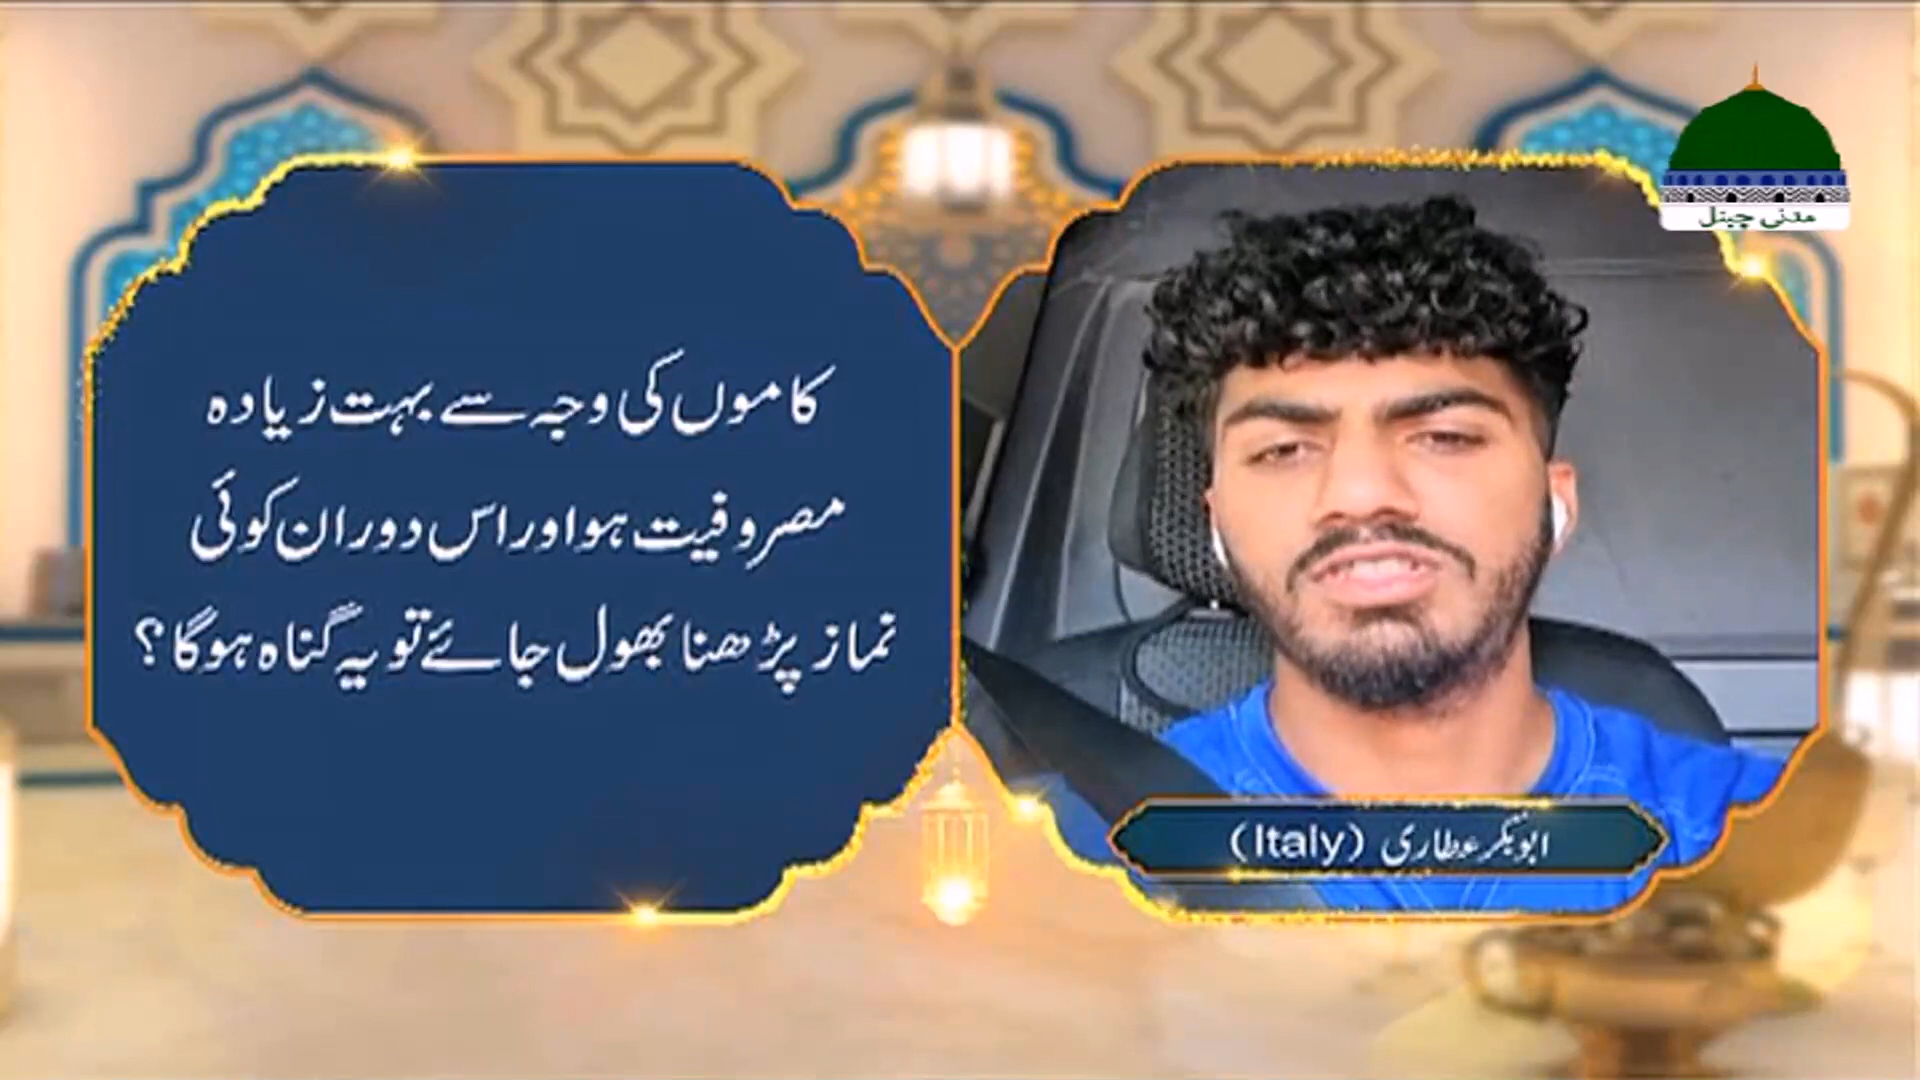 کاموں کی وجہ سے بہت زیادہ
مصروفیت ہو اور اس دوران کوئی
نماز پڑھنا بھول جائے تو یہ گناہ ہوگا؟
مدنی چینل
ابوبکر عطاری (Italy)